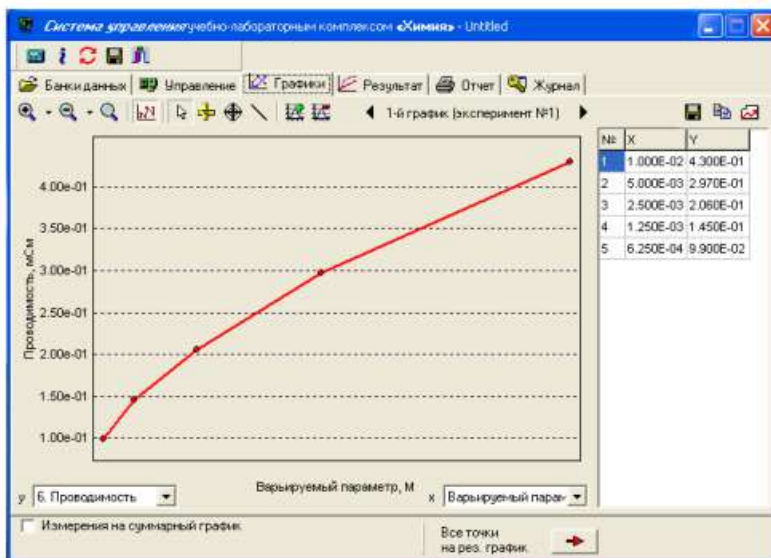 Система управления учебно-лабораторным комплексом «Химия» - Untitled
Банки данных Управление Графики Результат Отчет Журнал
1-й график (эксперимент №1)
№ X Y
1 1.000E-02 4.300E-01
2 5.000E-03 2.970E-01
3 2.500E-03 2.060E-01
4 1.250E-03 1.450E-01
5 6.250E-04 9.900E-02
Проводимость, мСм
4.00e-01
3.50e-01
3.00e-01
2.50e-01
2.00e-01
1.50e-01
1.00e-01
Варьируемый параметр, М
y 6. Проводимость
x Варьируемый парам
Измерения на суммарный график
Все точки
на рез. график